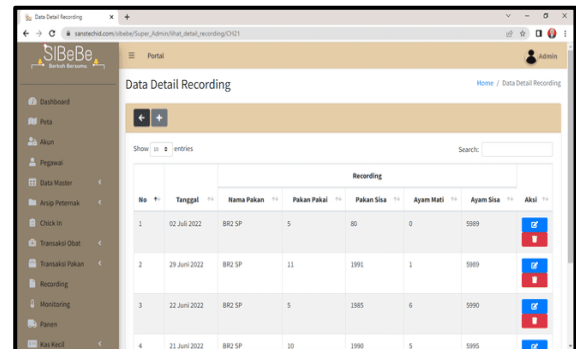 Data Detail Recording
sanstechid.com/sibebe/Super_Admin/lihat_detail_recording/CH21
SIBeBe
Berkah Bersama
Portal
Admin
Data Detail Recording
Home / Data Detail Recording
Dashboard
Peta
Akun
Pegawai
Data Master
Arsip Peternak
Chick In
Transaksi Obat
Transaksi Pakan
Recording
Monitoring
Panen
Kas Kecil
Show 10 entries
Search:
Recording
No Tanggal Nama Pakan Pakan Pakai Pakan Sisa Ayam Mati Ayam Sisa Aksi
1 02 Juli 2022 BR2 SP 5 80 0 5989
2 29 Juni 2022 BR2 SP 11 1991 1 5989
3 22 Juni 2022 BR2 SP 5 1985 6 5990
4 21 Juni 2022 BR2 SP 10 1990 5 5995